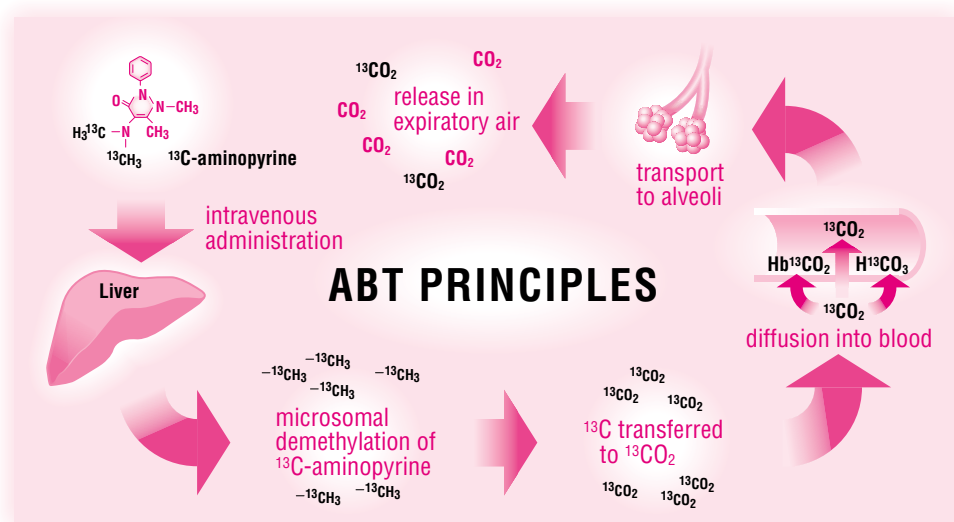 N
O
N–CH₃
H₃¹³C –N
CH₃
¹³CH₃
¹³C-aminopyrine
intravenous
administration
Liver
–¹³CH₃
–¹³CH₃
–¹³CH₃
–¹³CH₃
microsomal
demethylation of
¹³C-aminopyrine
–¹³CH₃
–¹³CH₃
¹³CO₂
¹³CO₂
¹³CO₂
¹³C transferred
to ¹³CO₂
¹³CO₂
¹³CO₂
¹³CO₂
diffusion into blood
¹³CO₂
Hb¹³CO₂
H¹³CO₃
¹³CO₂
transport
to alveoli
¹³CO₂
CO₂
release in
expiratory air
CO₂
CO₂
CO₂
¹³CO₂
ABT PRINCIPLES